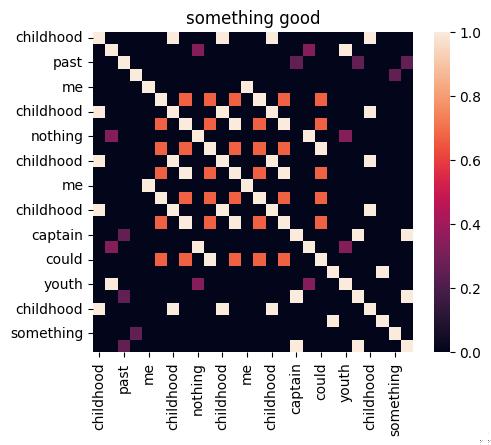 something good
childhood
past
me
childhood
nothing
childhood
me
childhood
captain
could
youth
childhood
something
1.0
0.8
0.6
0.4
0.2
0.0
childhood
past
me
childhood
nothing
childhood
me
childhood
captain
could
youth
childhood
something